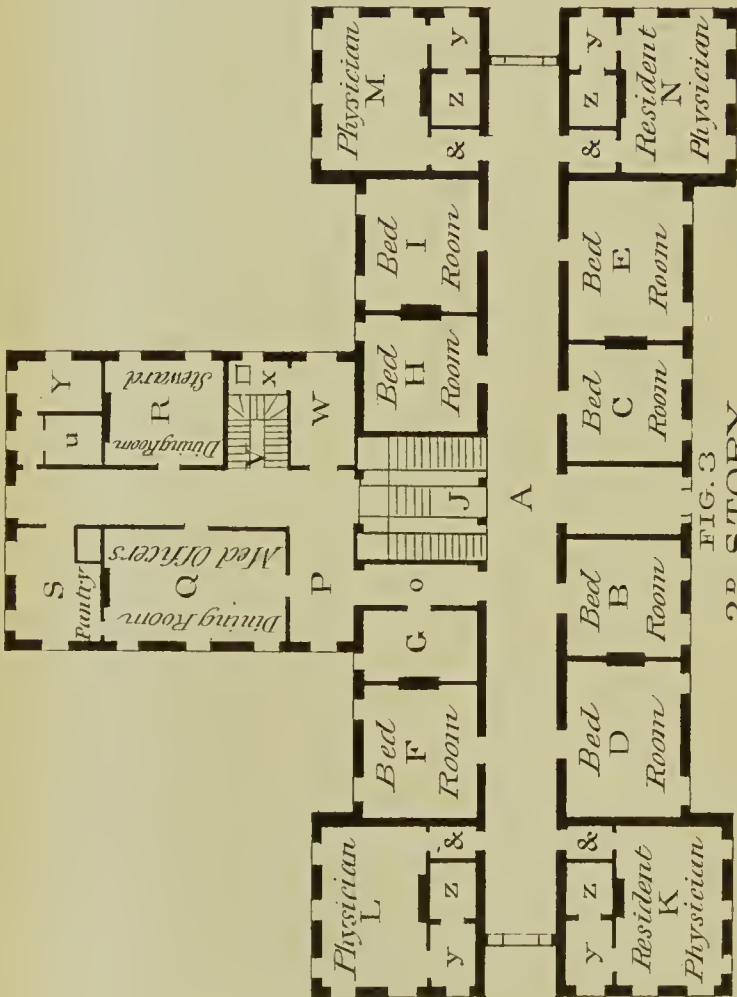 S
Y
u
Pantry
Dining Room
Q
Med Officers
Dining Room
R
Steward
V
X
P
W
Physician
L
y
z
&
Bed
F
Room
G
o
J
Bed
H
Room
Bed
I
Room
Physician
M
&
z
y
A
y
z
&
Resident
K
Physician
Bed
D
Room
Bed
B
Room
Bed
C
Room
Bed
E
Room
&
z
y
Resident
N
Physician
FIG. 3
STORY